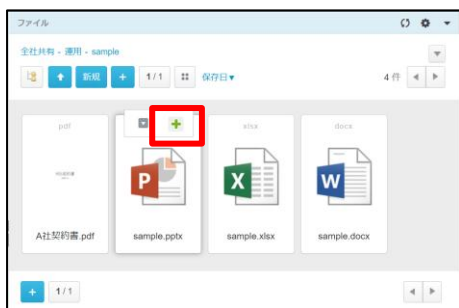 ファイル
全社共有 - 運用 - sample
新規
1/1
保存日▼
4 件
pdf
xlsx
docx
P
X
W
A社契約書.pdf
sample.pptx
sample.xlsx
sample.docx
1/1